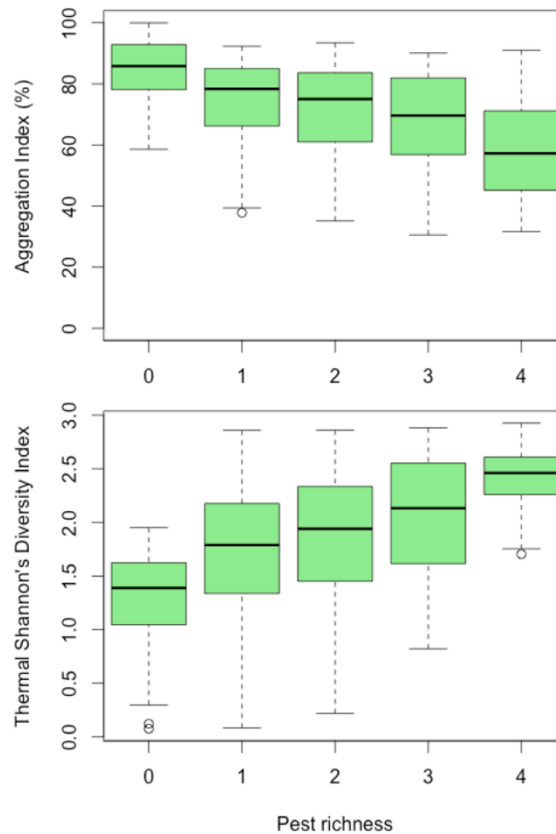 Aggregation Index (%)
100
80
60
40
20
0
0 1 2 3 4
Thermal Shannon's Diversity Index
3.0
2.5
2.0
1.5
1.0
0.5
0.0
0 1 2 3 4
Pest richness